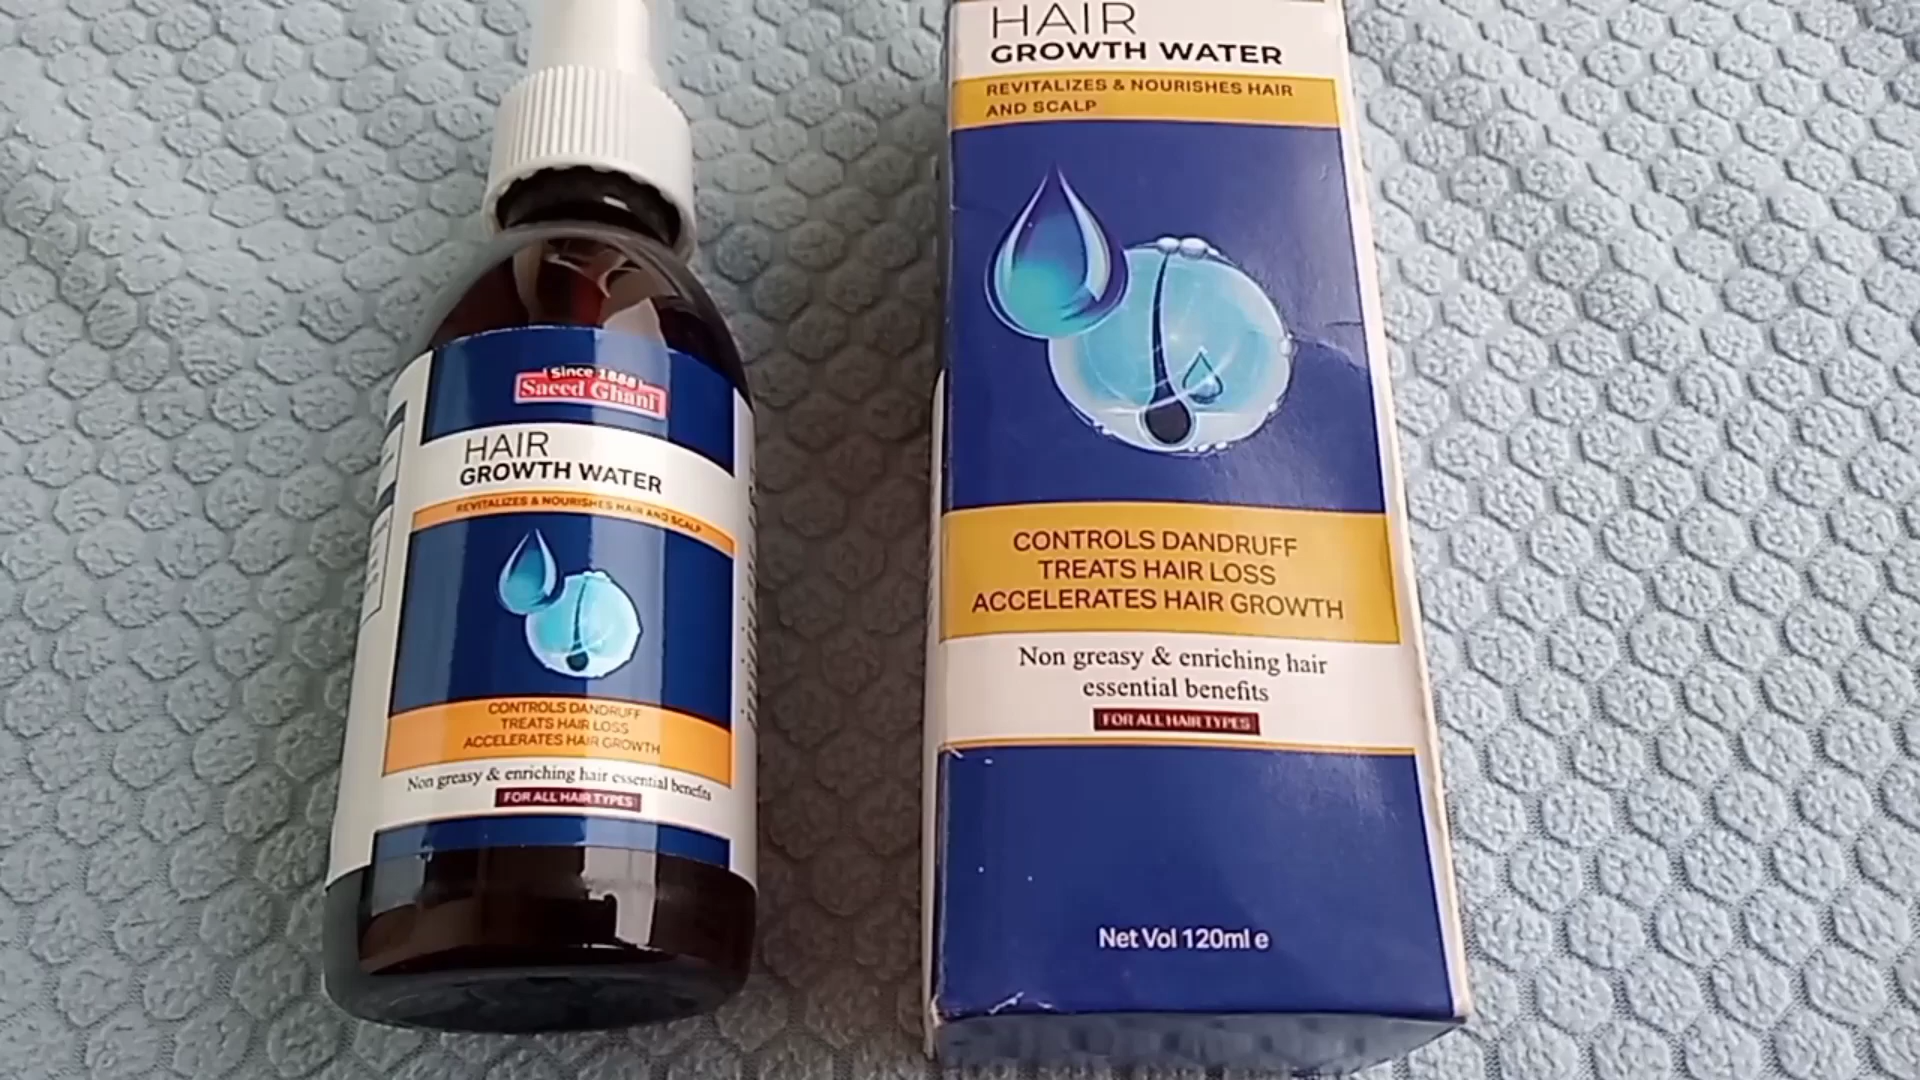 Since 1888
Saeed Ghani
HAIR
GROWTH WATER
REVITALIZES & NOURISHES HAIR AND SCALP
CONTROLS DANDRUFF
TREATS HAIR LOSS
ACCELERATES HAIR GROWTH
Non greasy & enriching hair essential benefits
FOR ALL HAIR TYPES
HAIR
GROWTH WATER
REVITALIZES & NOURISHES HAIR
AND SCALP
CONTROLS DANDRUFF
TREATS HAIR LOSS
ACCELERATES HAIR GROWTH
Non greasy & enriching hair
essential benefits
FOR ALL HAIR TYPES
Net Vol 120ml e